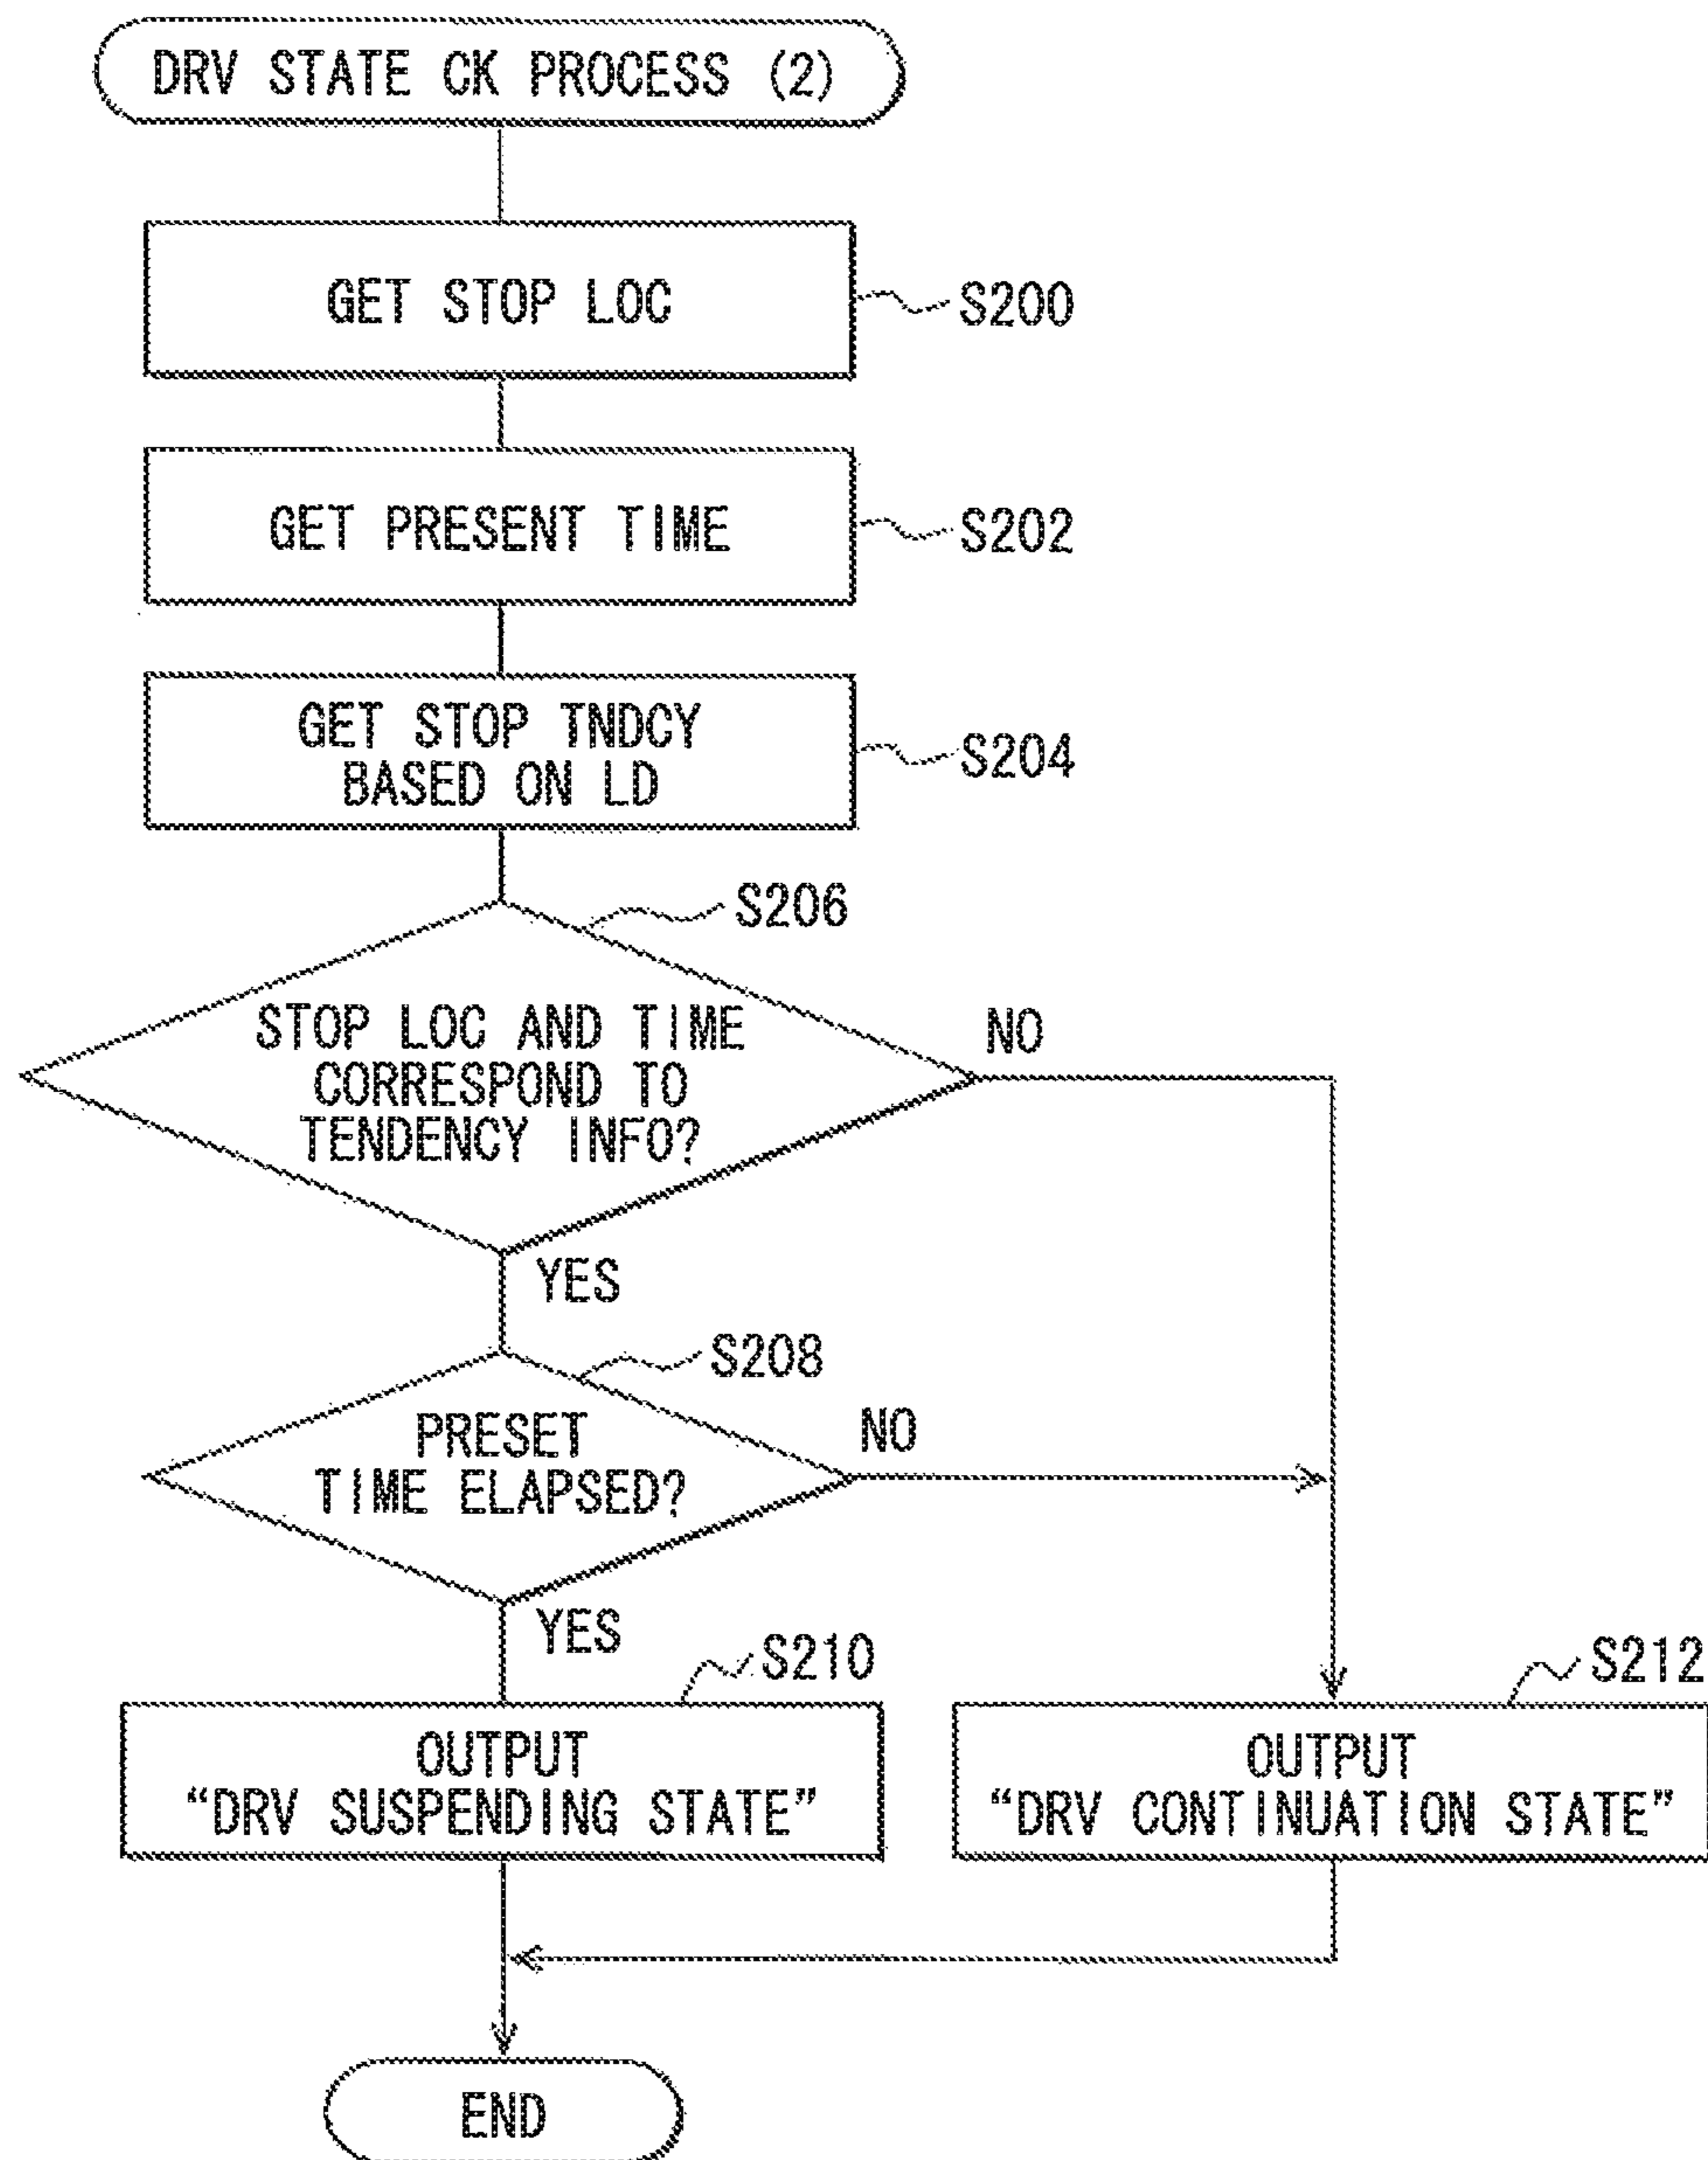 DRV STATE CK PROCESS (2)
GET STOP LOC
S200
GET PRESENT TIME
S202
GET STOP TNDCY
BASED ON LD
S204
S206
STOP LOC AND TIME
CORRESPOND TO
TENDENCY INFO?
NO
YES
S208
PRESET
TIME ELAPSED?
NO
YES
S210
OUTPUT
“DRV SUSPENDING STATE”
S212
OUTPUT
“DRV CONTINUATION STATE”
END